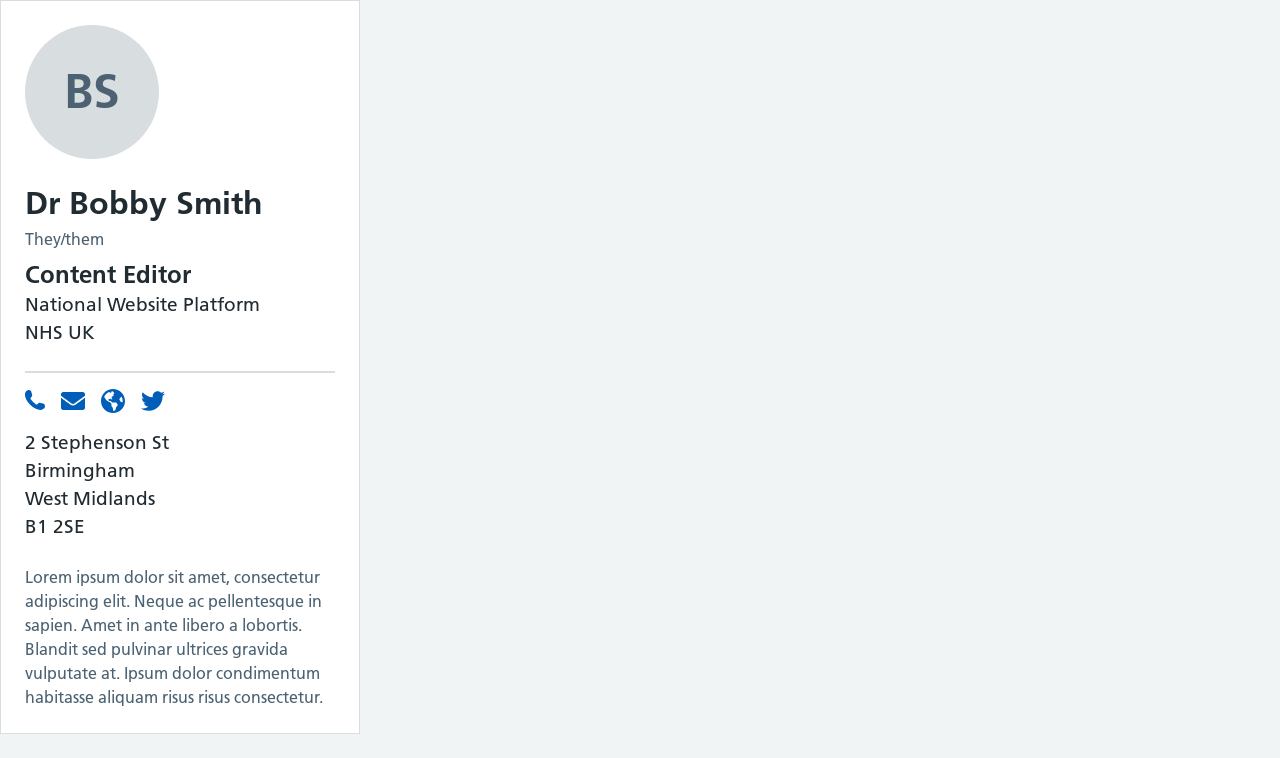 BS
Dr Bobby Smith
They/them
Content Editor
National Website Platform
NHS UK
2 Stephenson St
Birmingham
West Midlands
B1 2SE
Lorem ipsum dolor sit amet, consectetur
adipiscing elit. Neque ac pellentesque in
sapien. Amet in ante libero a lobortis.
Blandit sed pulvinar ultrices gravida
vulputate at. Ipsum dolor condimentum
habitasse aliquam risus risus consectetur.